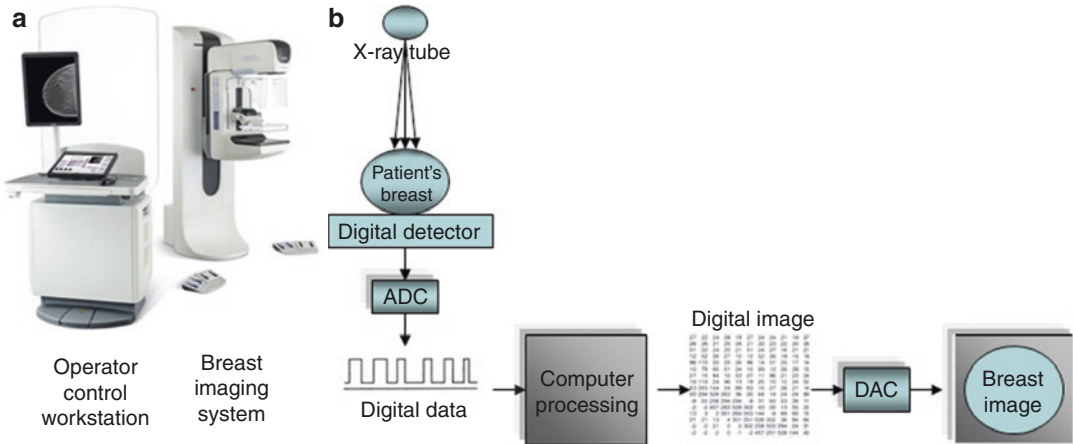 a
b
X-ray tube
Patient's
breast
Digital detector
ADC
Digital data
Computer
processing
Digital image
DAC
Breast
image
Operator
control
workstation
Breast
imaging
system